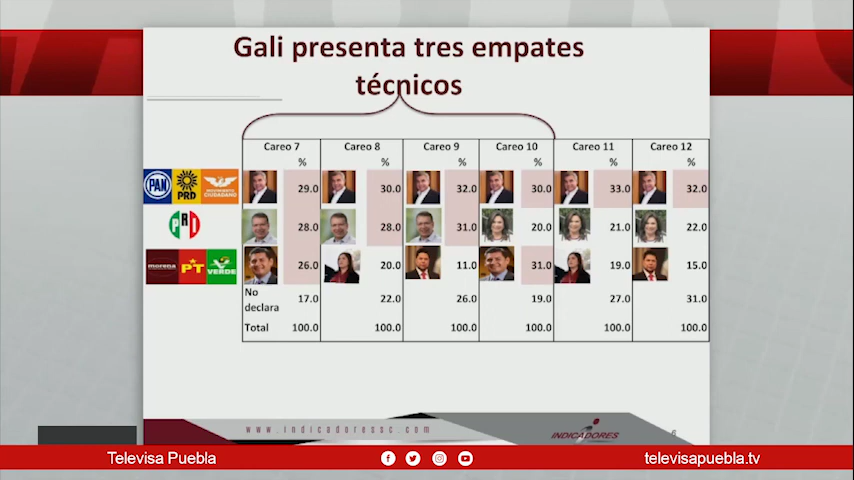 Gali presenta tres empates
técnicos
Careo 7 Careo 8 Careo 9 Careo 10 Careo 11 Careo 12
% % % % % %
PAN PRD MOVIMIENTO CIUDADANO 29.0 30.0 32.0 30.0 33.0 32.0
PRI 28.0 28.0 31.0 20.0 21.0 22.0
morena PT VERDE 26.0 20.0 11.0 31.0 19.0 15.0
No
declara 17.0 22.0 26.0 19.0 27.0 31.0
Total 100.0 100.0 100.0 100.0 100.0 100.0
www.indicadoressc.com
INDICADORES
Televisa Puebla televisapuebla.tv